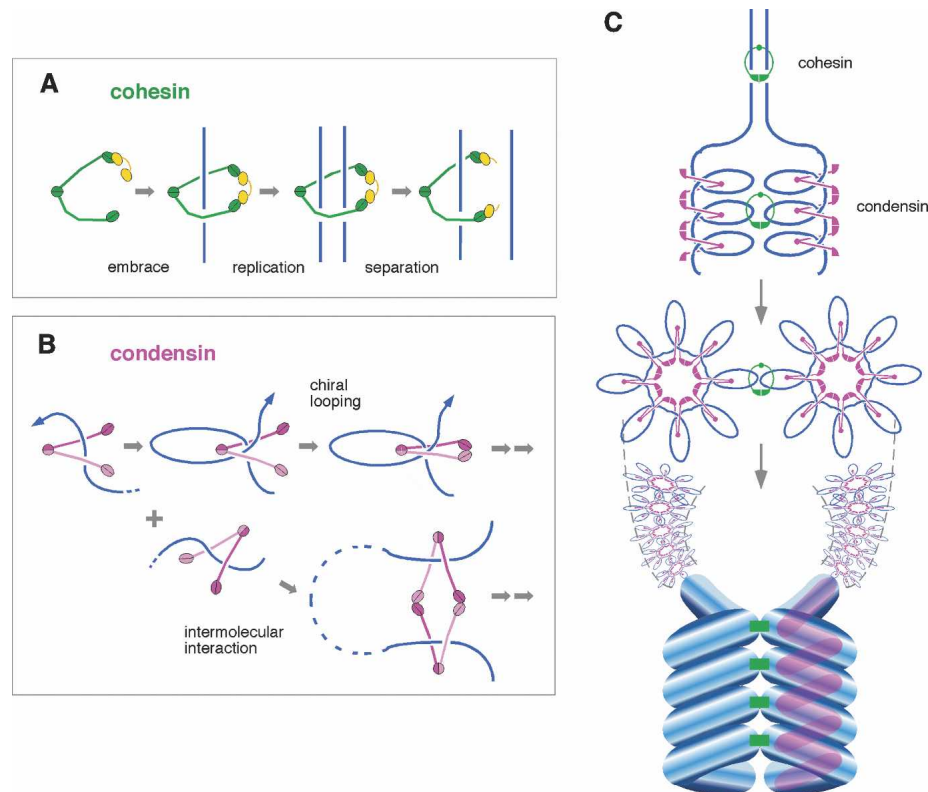 A
cohesin
embrace
replication
separation
B
condensin
chiral
looping
+
intermolecular
interaction
C
cohesin
condensin